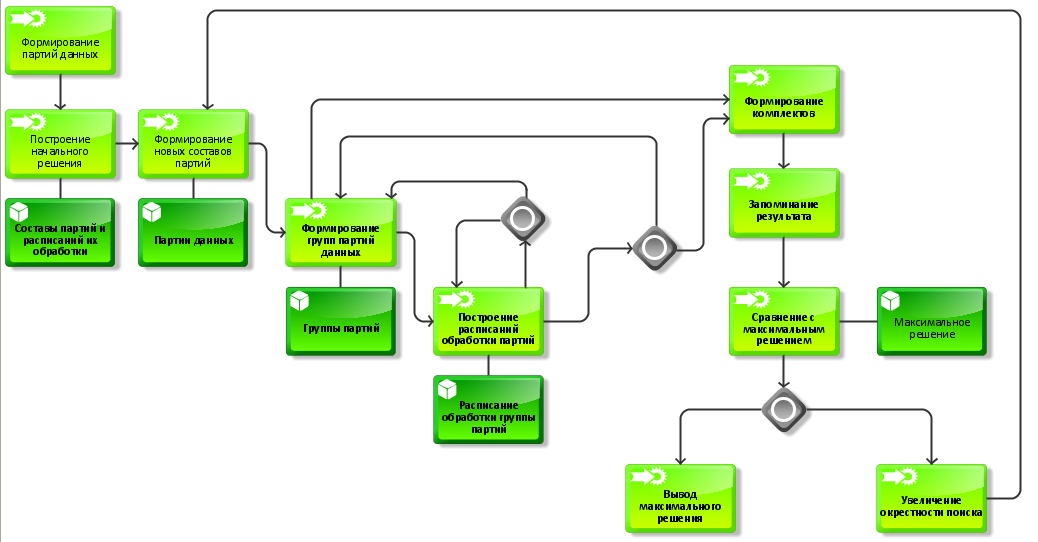 Формирование
партий данных
Построение
начального
решения
Формирование
новых составов
партий
Составы партий и
расписаний их
обработки
Партии данных
Формирование
групп партий
данных
Группы партий
Построение
расписаний
обработки партий
Расписание
обработки группы
партий
Формирование
комплектов
Запоминание
результата
Сравнение с
максимальным
решением
Максимальное
решение
Вывод
максимального
решения
Увеличение
окрестности поиска